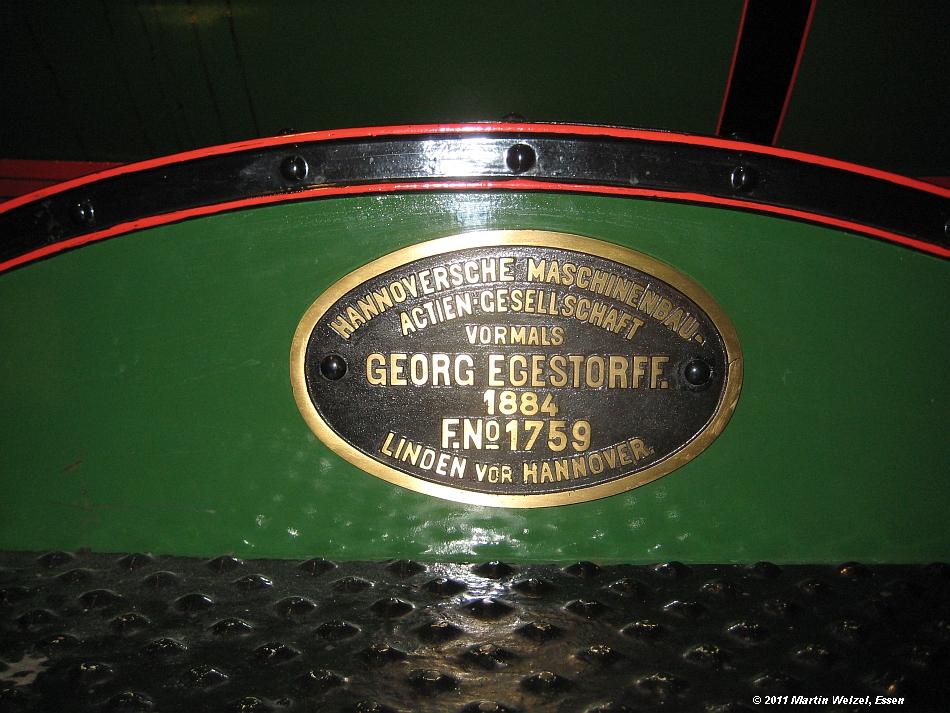 HANNOVERSCHE MASCHINENBAU-
ACTIEN-GESELLSCHAFT
VORMALS
GEORG EGESTORFF.
1884
F.No 1759
LINDEN VOR HANNOVER.
© 2011 Martin Welzel, Essen